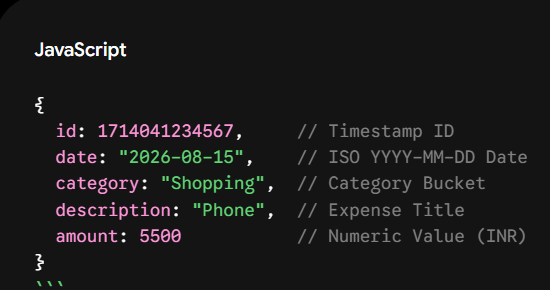 JavaScript
{
  id: 1714041234567,     // Timestamp ID
  date: "2026-08-15",    // ISO YYYY-MM-DD Date
  category: "Shopping",  // Category Bucket
  description: "Phone",  // Expense Title
  amount: 5500           // Numeric Value (INR)
}
```